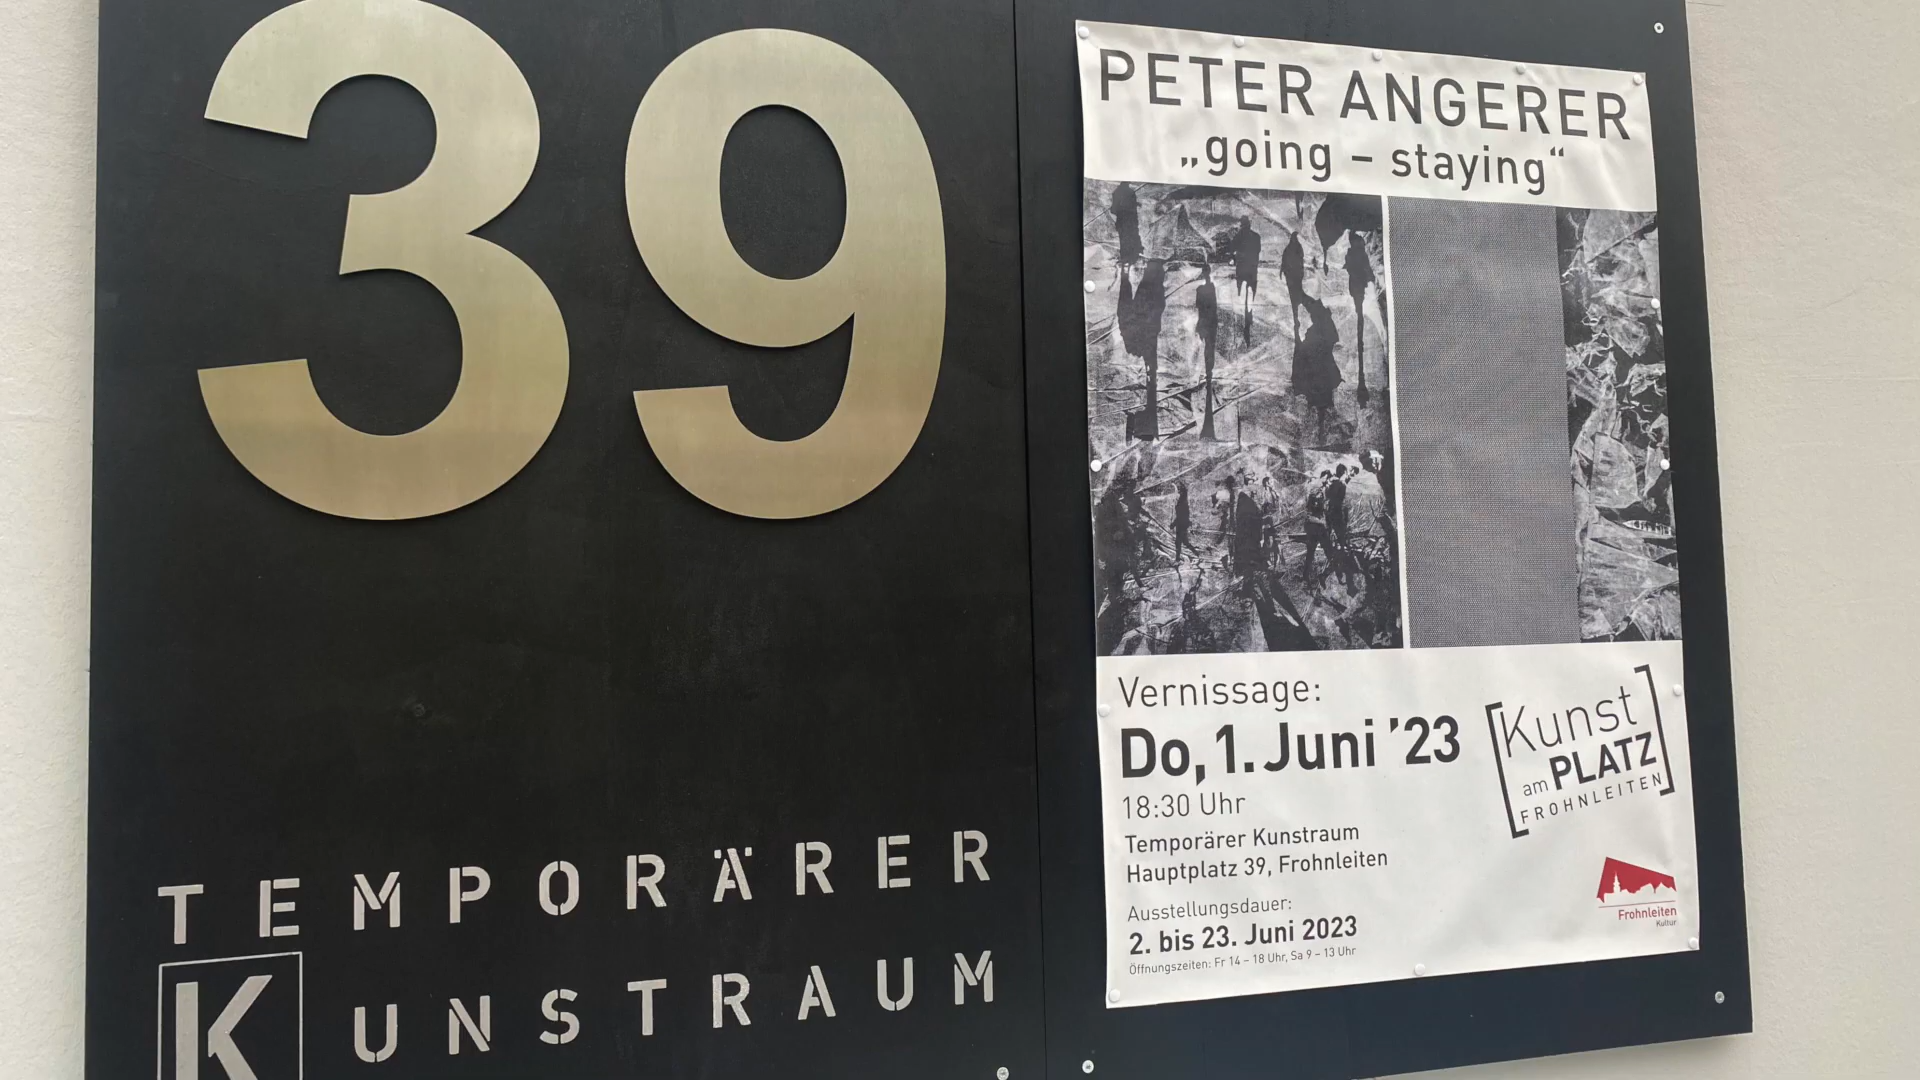 39
TEMPORÄRER
KUNSTRAUM
PETER ANGERER
„going – staying“
Vernissage:
Do, 1. Juni ’23
18:30 Uhr
Temporärer Kunstraum
Hauptplatz 39, Frohnleiten
Ausstellungsdauer:
2. bis 23. Juni 2023
Öffnungszeiten: Fr 14 – 18 Uhr, Sa 9 – 13 Uhr
[Kunst
am PLATZ
FROHNLEITEN]
Frohnleiten
Kultur